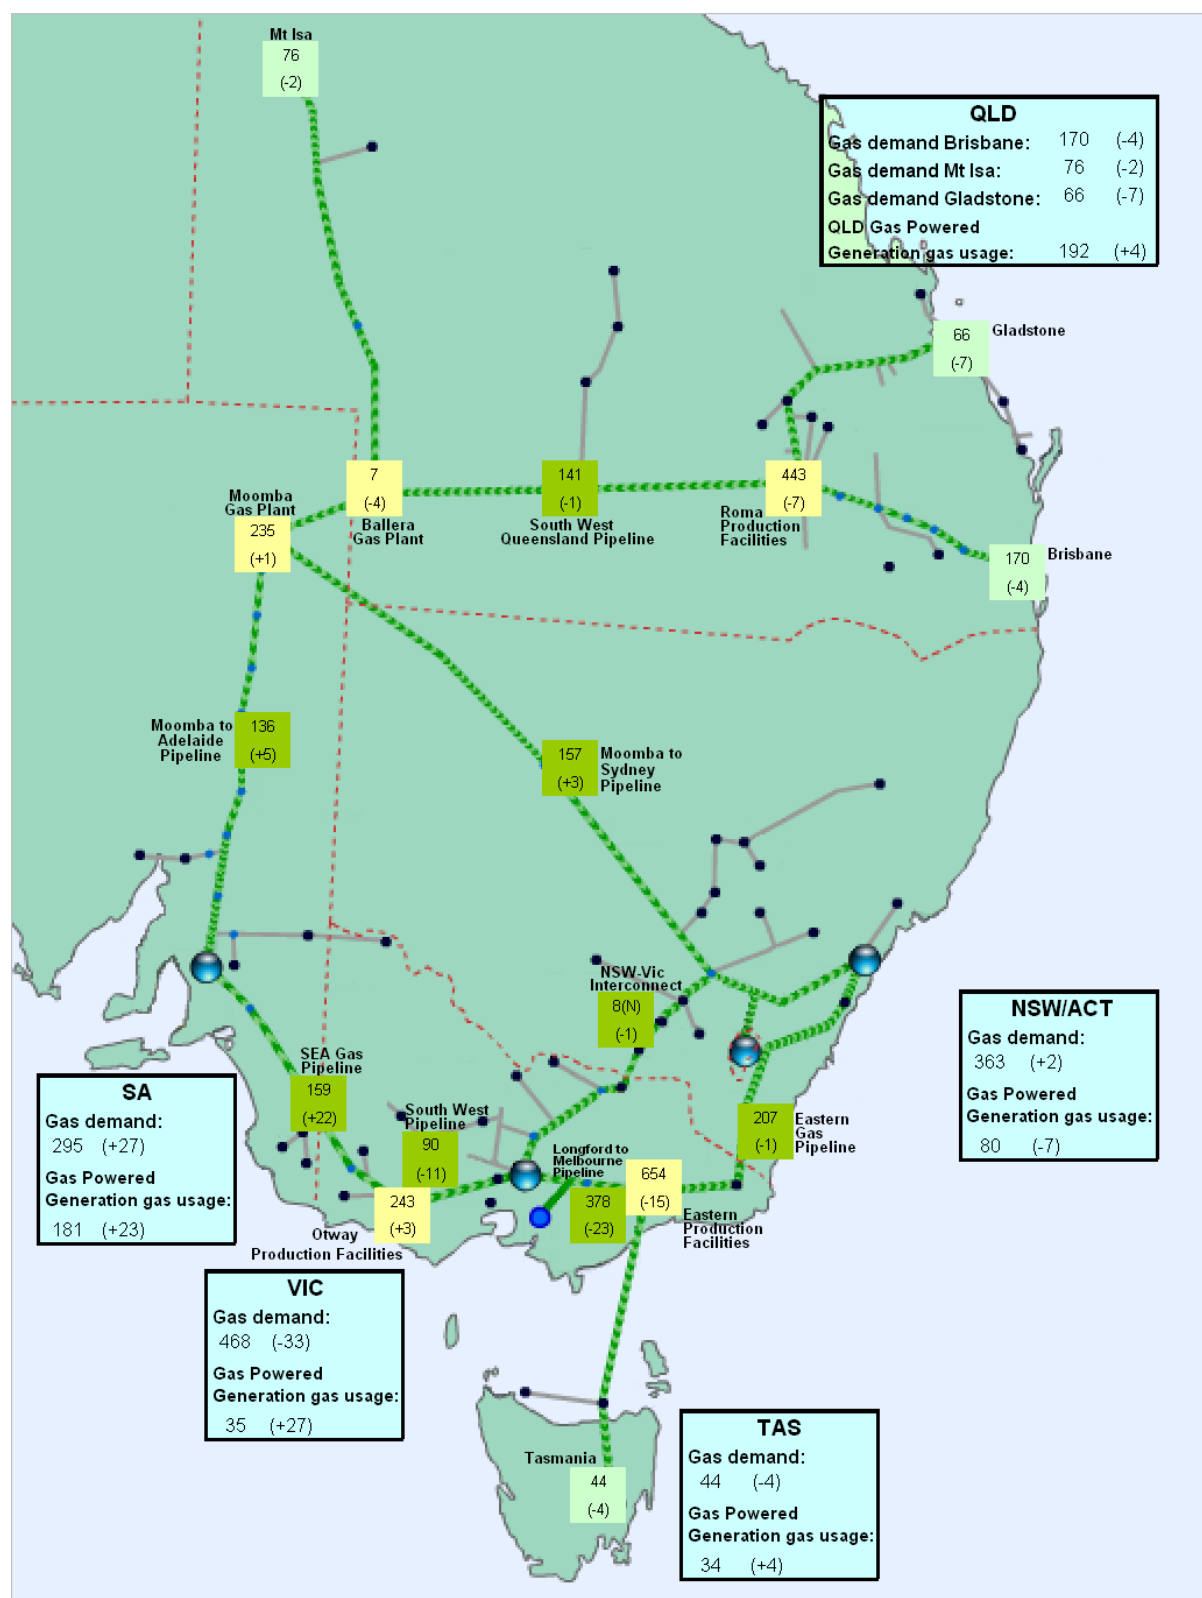 Mt Isa
76
(-2)
QLD
Gas demand Brisbane: 170 (-4)
Gas demand Mt Isa: 76 (-2)
Gas demand Gladstone: 66 (-7)
QLD Gas Powered
Generation gas usage: 192 (+4)
66
(-7)
Gladstone
7
(-4)
Ballera
Gas Plant
141
(-1)
South West
Queensland Pipeline
443
(-7)
Roma
Production
Facilities
Moomba
Gas Plant
235
(+1)
170
(-4)
Brisbane
Moomba to
Adelaide
Pipeline
136
(+5)
157
(+3)
Moomba to
Sydney
Pipeline
NSW-Vic
Interconnect
8(N)
(-1)
NSW/ACT
Gas demand:
363 (+2)
Gas Powered
Generation gas usage:
80 (-7)
SEA Gas
Pipeline
159
(+22)
SA
Gas demand:
295 (+27)
Gas Powered
Generation gas usage:
181 (+23)
South West
Pipeline
90
(-11)
207
(-1)
Eastern
Gas
Pipeline
Longford to
Melbourne
Pipeline
378
(-23)
654
(-15)
Eastern
Production
Facilities
243
(+3)
Otway
Production Facilities
VIC
Gas demand:
468 (-33)
Gas Powered
Generation gas usage:
35 (+27)
Tasmania
44
(-4)
TAS
Gas demand:
44 (-4)
Gas Powered
Generation gas usage:
34 (+4)